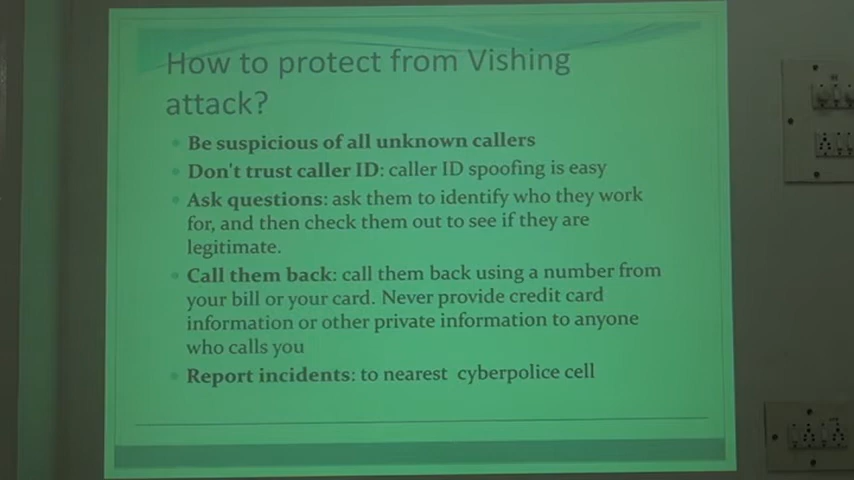 How to protect from Vishing
attack?
Be suspicious of all unknown callers
Don't trust caller ID: caller ID spoofing is easy
Ask questions: ask them to identify who they work
for, and then check them out to see if they are
legitimate.
Call them back: call them back using a number from
your bill or your card. Never provide credit card
information or other private information to anyone
who calls you
Report incidents: to nearest cyberpolice cell